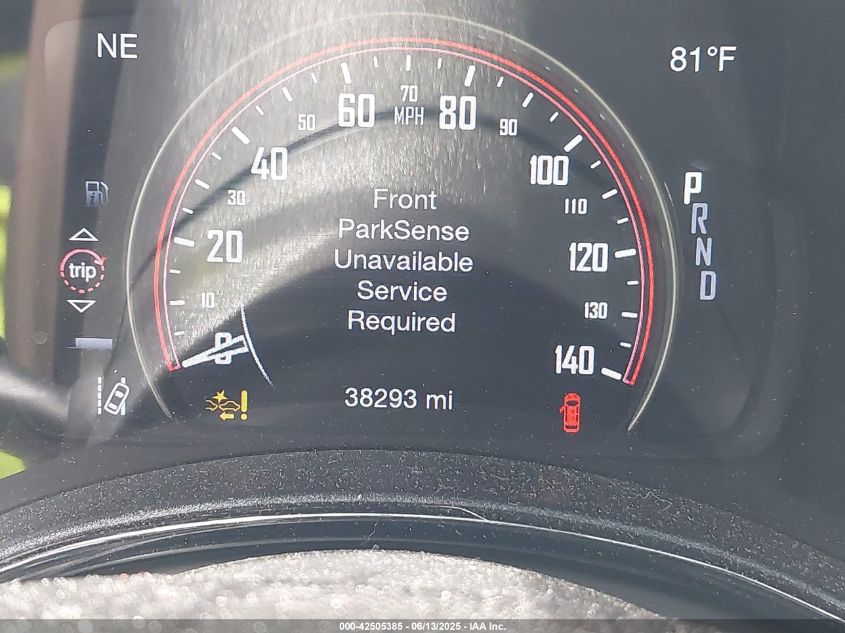 NE
81°F
60
70
MPH
80
50
90
40
100
30
110
20
120
10
130
0
140
Front
ParkSense
Unavailable
Service
Required
trip
P
R
N
D
38293 mi
!
000-42505385 - 06/13/2025 - IAA Inc.